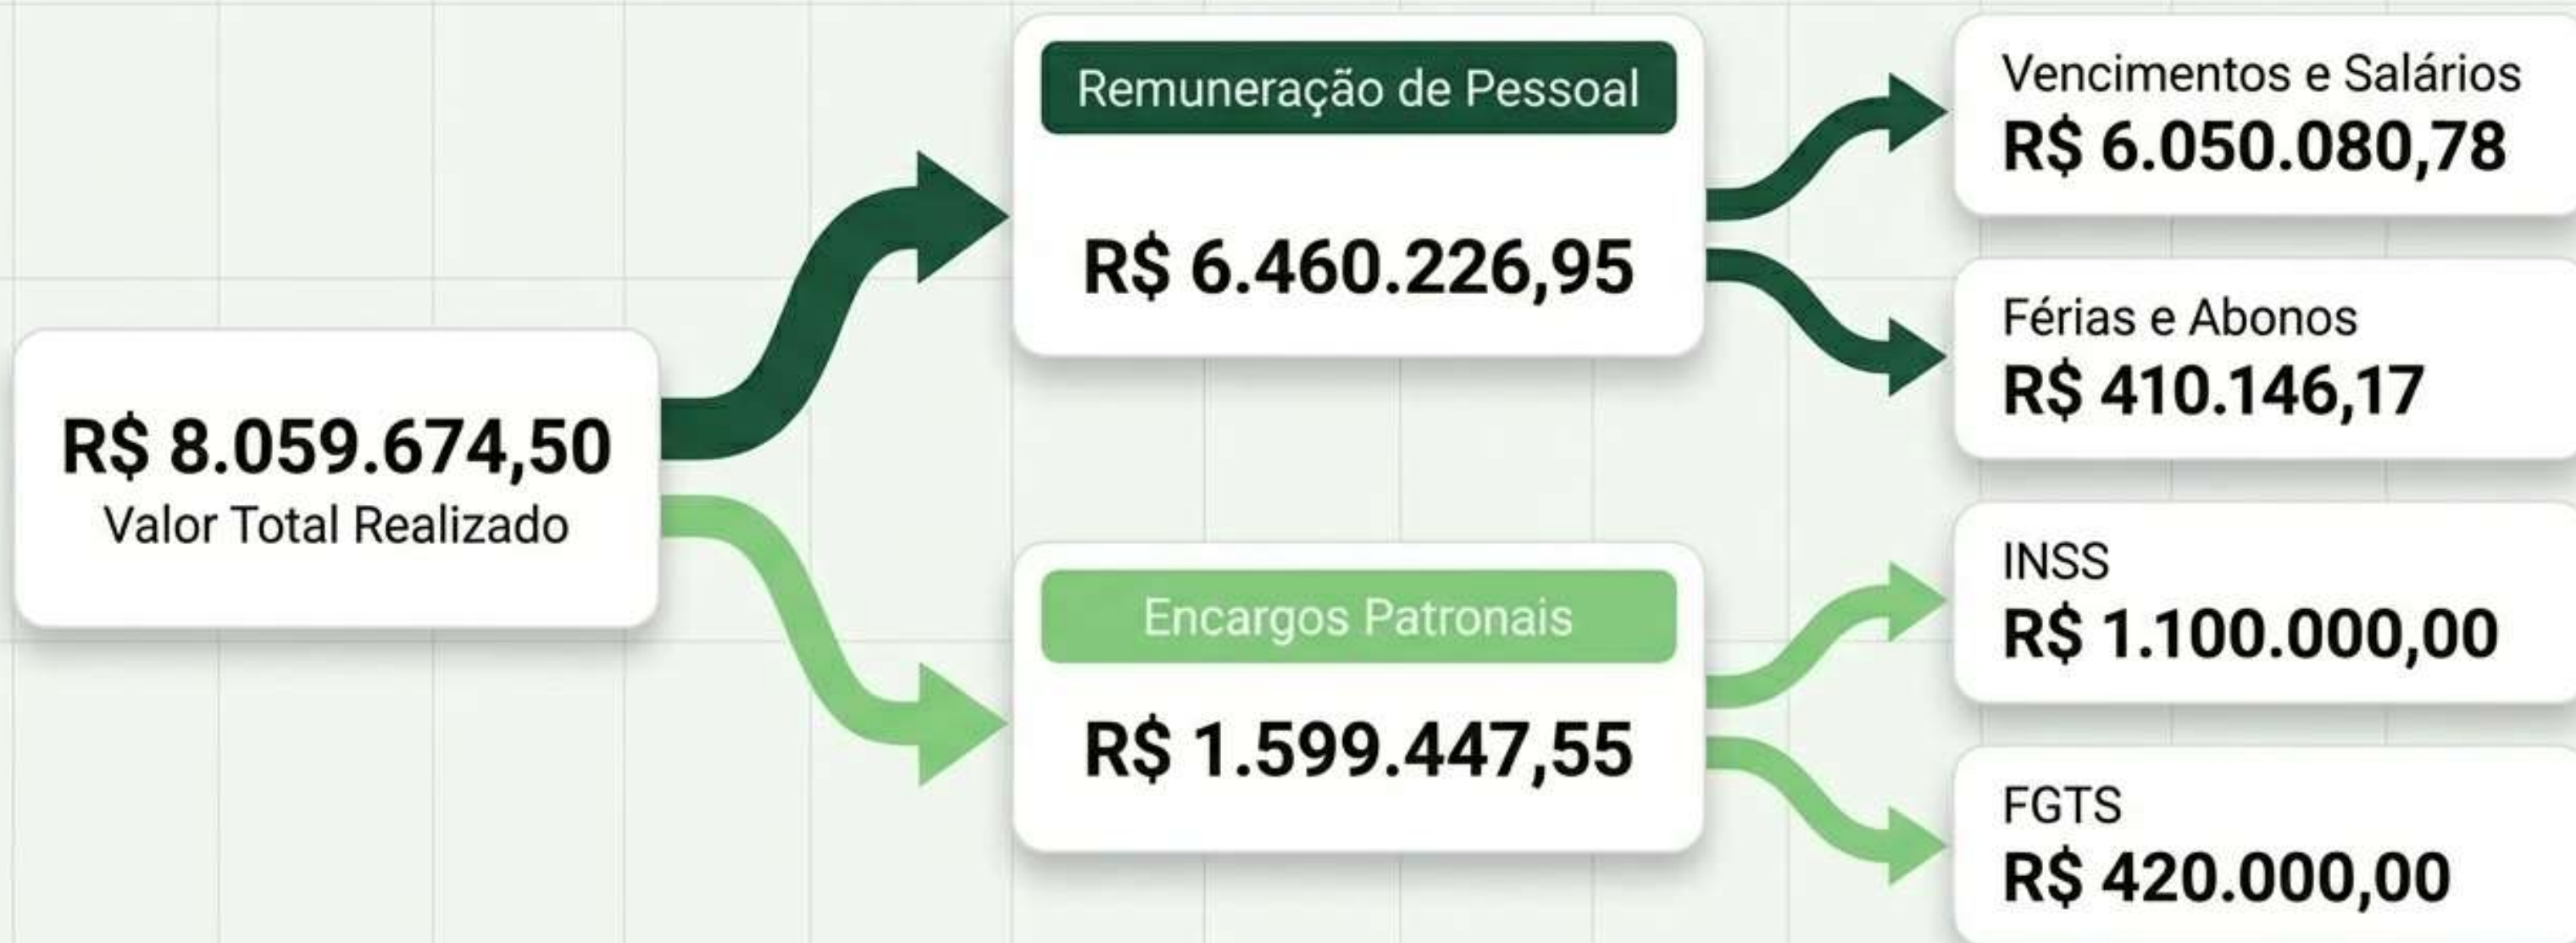 R$ 8.059.674,50
Valor Total Realizado
Remuneração de Pessoal
R$ 6.460.226,95
Vencimentos e Salários
R$ 6.050.080,78
Férias e Abonos
R$ 410.146,17
Encargos Patronais
R$ 1.599.447,55
INSS
R$ 1.100.000,00
FGTS
R$ 420.000,00